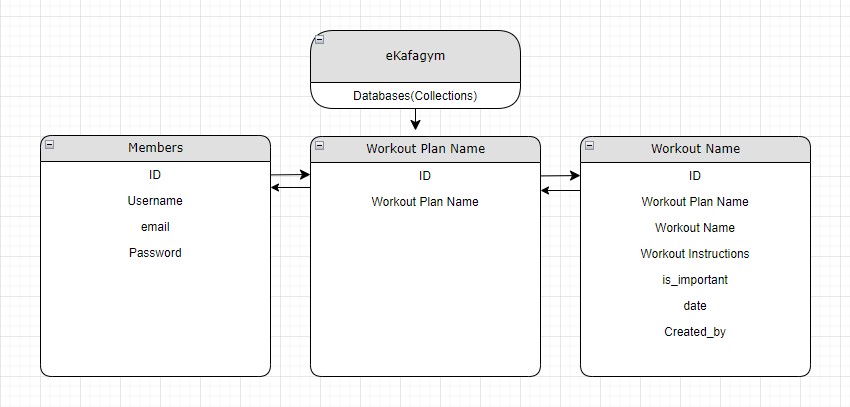 eKafagym
Databases(Collections)
Members
ID
Username
email
Password
Workout Plan Name
ID
Workout Plan Name
Workout Name
ID
Workout Plan Name
Workout Name
Workout Instructions
is_important
date
Created_by